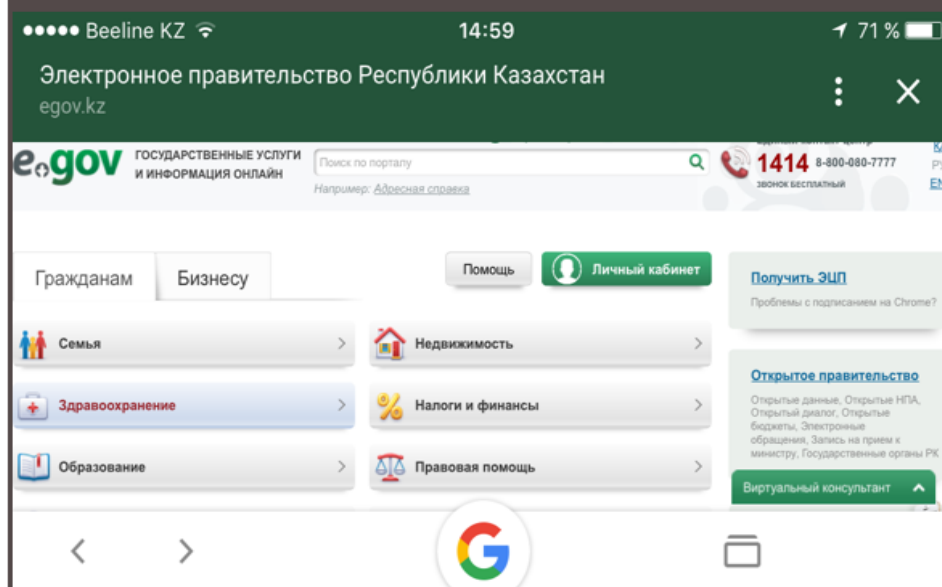 Beeline KZ
14:59
71 %
Электронное правительство Республики Казахстан
egov.kz
e.gov
ГОСУДАРСТВЕННЫЕ УСЛУГИ
И ИНФОРМАЦИЯ ОНЛАЙН
Поиск по порталу
Например: Адресная справка
1414 8-800-080-7777
ЗВОНОК БЕСПЛАТНЫЙ
EN
Гражданам
Бизнесу
Помощь
Личный кабинет
Семья
Недвижимость
Здравоохранение
Налоги и финансы
Образование
Правовая помощь
Получить ЭЦП
Проблемы с подписанием на Chrome?
Открытое правительство
Открытые данные, Открытые НПА,
Открытый диалог, Открытые
бюджеты, Электронные
обращения, Запись на прием к
министру, Государственные органы РК
Виртуальный консультант
G